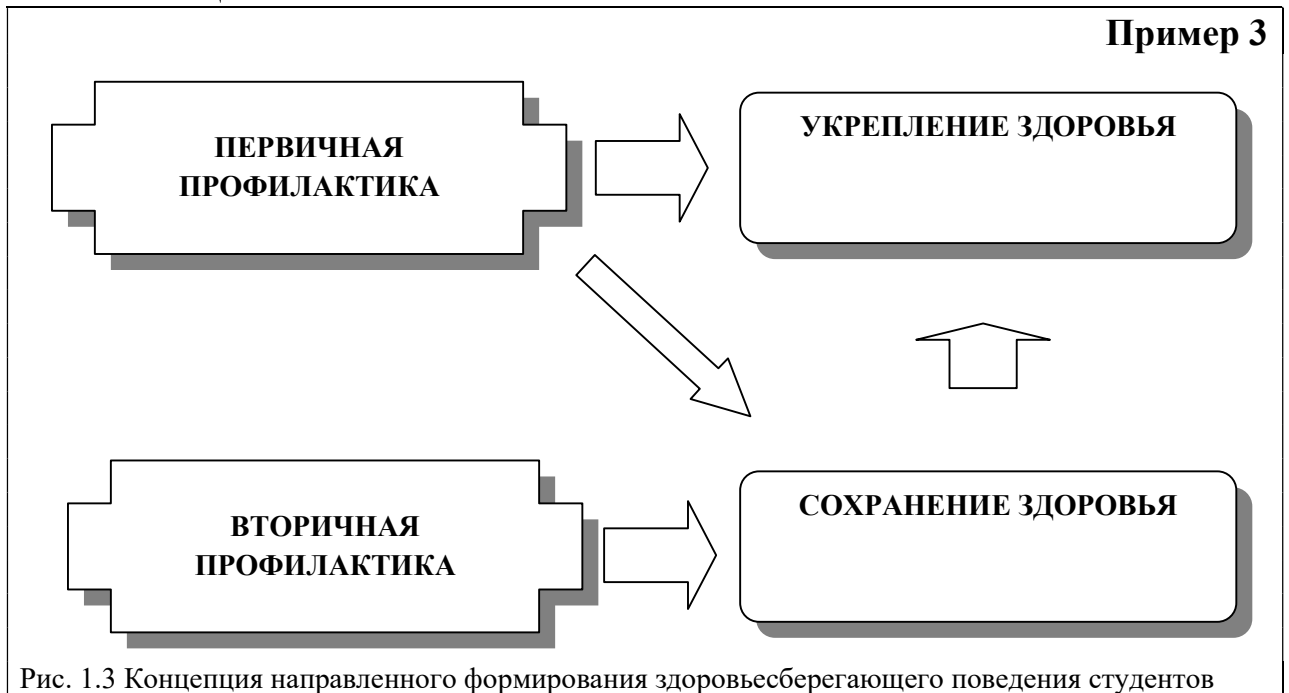 Пример 3
ПЕРВИЧНАЯ
ПРОФИЛАКТИКА
УКРЕПЛЕНИЕ ЗДОРОВЬЯ
ВТОРИЧНАЯ
ПРОФИЛАКТИКА
СОХРАНЕНИЕ ЗДОРОВЬЯ
Рис. 1.3 Концепция направленного формирования здоровьесберегающего поведения студентов